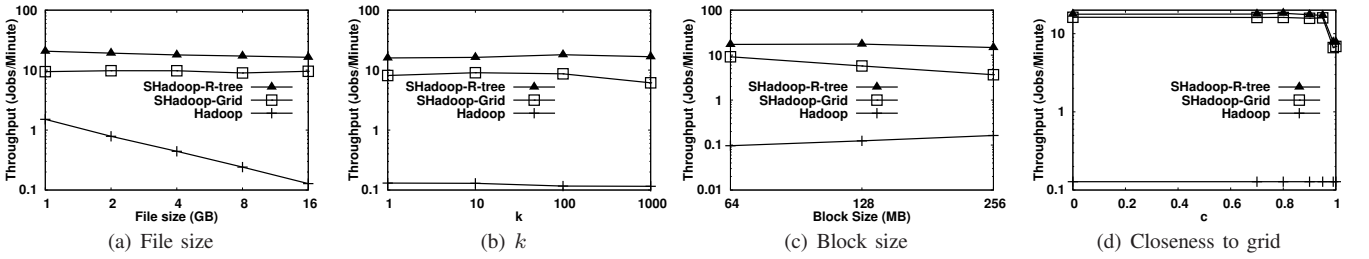 Throughput (Jobs/Minute)
100
10
1
0.1
SHadoop-R-tree
SHadoop-Grid
Hadoop
1 2 4 8 16
File size (GB)
(a) File size
Throughput (Jobs/Minute)
100
10
1
0.1
SHadoop-R-tree
SHadoop-Grid
Hadoop
1 10 100 1000
k
(b) k
Throughput (Jobs/Minute)
100
10
1
0.1
0.01
SHadoop-R-tree
SHadoop-Grid
Hadoop
64 128 256
Block Size (MB)
(c) Block size
Throughput (Jobs/Minute)
10
1
0.1
SHadoop-R-tree
SHadoop-Grid
Hadoop
0 0.2 0.4 0.6 0.8 1
c
(d) Closeness to grid